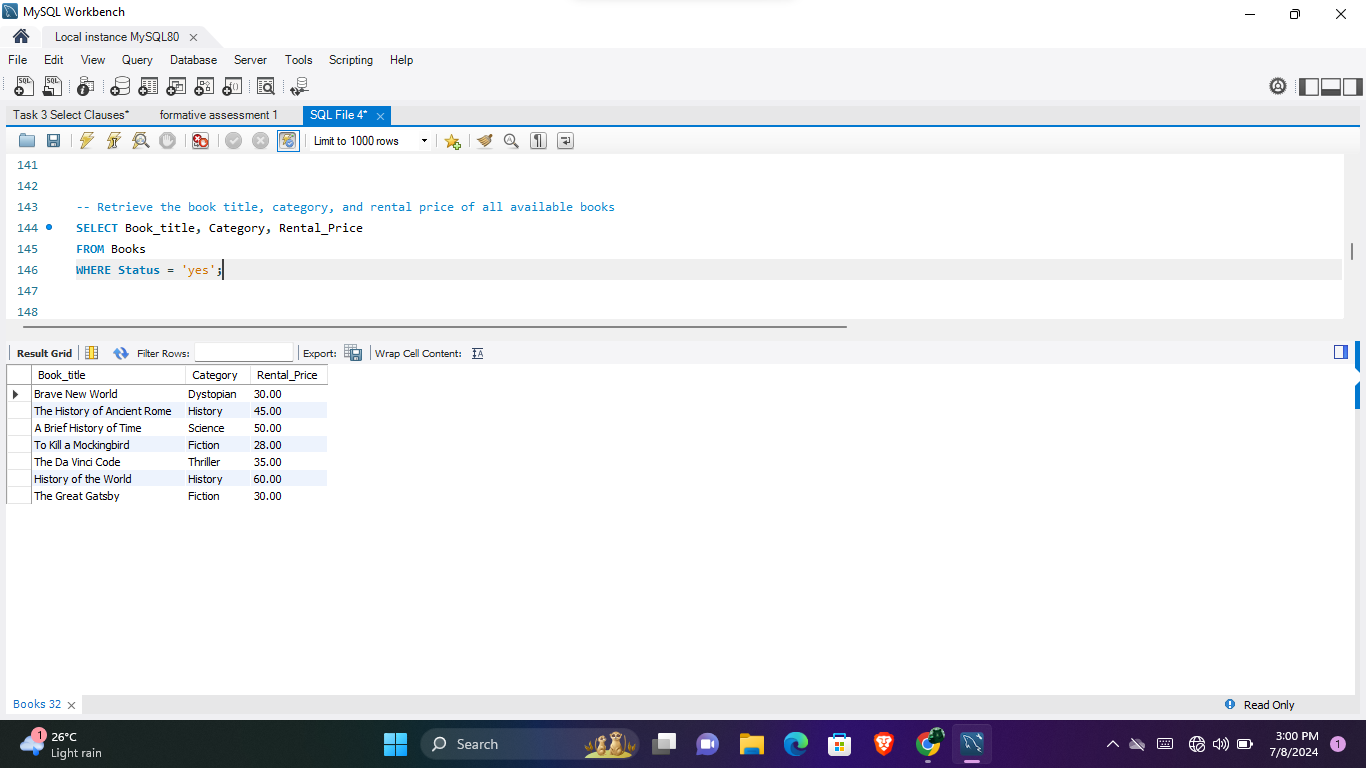 MySQL Workbench
Local instance MySQL80
File Edit View Query Database Server Tools Scripting Help
Task 3 Select Clauses* formative assessment 1 SQL File 4*
Limit to 1000 rows
141
142
143 -- Retrieve the book title, category, and rental price of all available books
144 SELECT Book_title, Category, Rental_Price
145 FROM Books
146 WHERE Status = 'yes';
147
148
Result Grid Filter Rows: Export: Wrap Cell Content:
Book_title Category Rental_Price
Brave New World Dystopian 30.00
The History of Ancient Rome History 45.00
A Brief History of Time Science 50.00
To Kill a Mockingbird Fiction 28.00
The Da Vinci Code Thriller 35.00
History of the World History 60.00
The Great Gatsby Fiction 30.00
Books 32 Read Only
1 26°C
Light rain
Search
3:00 PM
7/8/2024
1